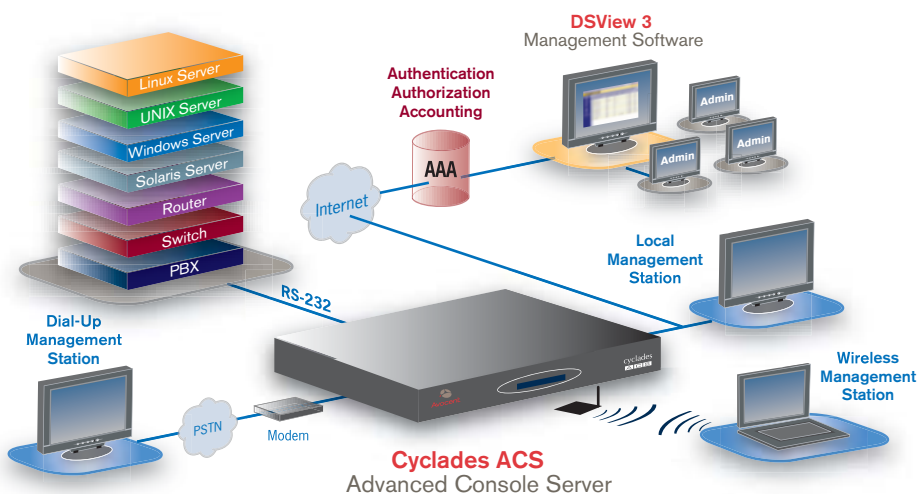 DSView 3
Management Software
Linux Server
UNIX Server
Windows Server
Solaris Server
Router
Switch
PBX
Authentication
Authorization
Accounting
AAA
Admin
Admin
Admin
Internet
Local
Management
Station
RS-232
Dial-Up
Management
Station
PSTN
Modem
cyclades
Wireless
Management
Station
Cyclades ACS
Advanced Console Server